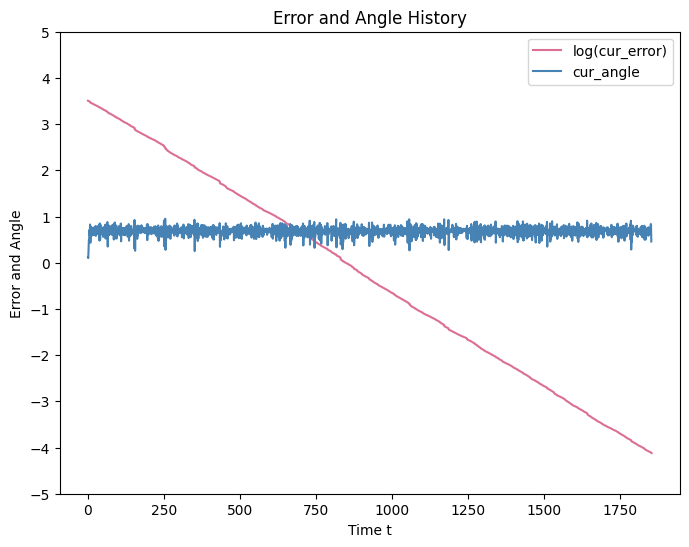 Error and Angle History
log(cur_error)
cur_angle
5
4
3
2
1
0
−1
−2
−3
−4
−5
Error and Angle
0 250 500 750 1000 1250 1500 1750
Time t